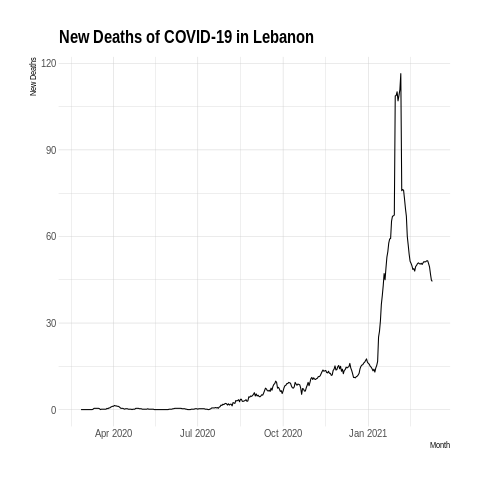 New Deaths of COVID-19 in Lebanon
New Deaths
120
90
60
30
0
Apr 2020
Jul 2020
Oct 2020
Jan 2021
Month